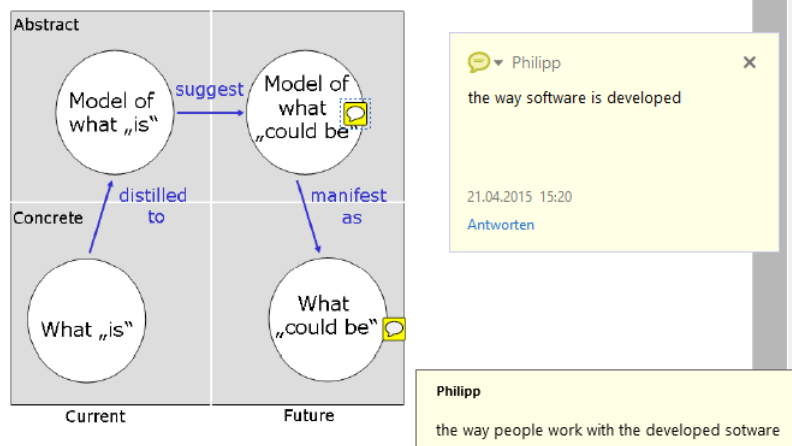 Abstract
Model of
what „is“
suggest
Model of
what
„could be“
distilled
to
manifest
as
Concrete
What „is“
What
„could be“
Current
Future
Philipp
the way software is developed
21.04.2015 15:20
Antworten
Philipp
the way people work with the developed sotware